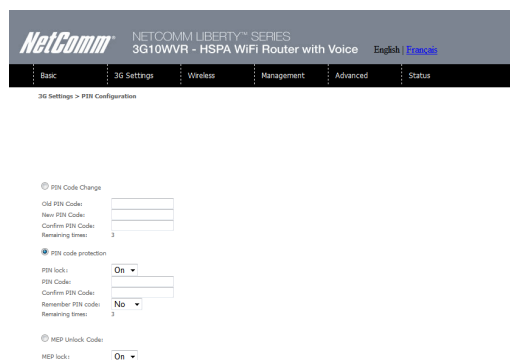 NetComm® NETCOMM LIBERTY™ SERIES
3G10WVR - HSPA WiFi Router with Voice English | Français
Basic 3G Settings Wireless Management Advanced Status
3G Settings > PIN Configuration
PIN Code Change
Old PIN Code:
New PIN Code:
Confirm PIN Code:
Remaining times: 3
PIN code protection
PIN lock: On
PIN Code:
Confirm PIN Code:
Remember PIN code: No
Remaining times: 3
MEP Unlock Code:
MEP lock: On